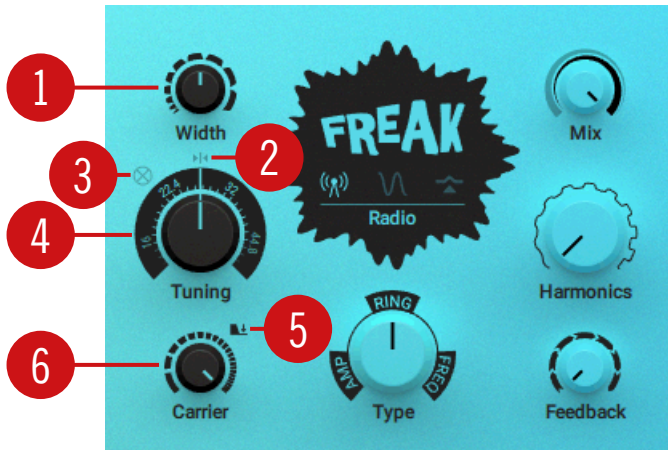 1
Width
FREAK
Mix
2
3
4
16
22.4
32
44.8
Radio
Tuning
Harmonics
5
RING
6
AMP
FREQ
Carrier
Type
Feedback